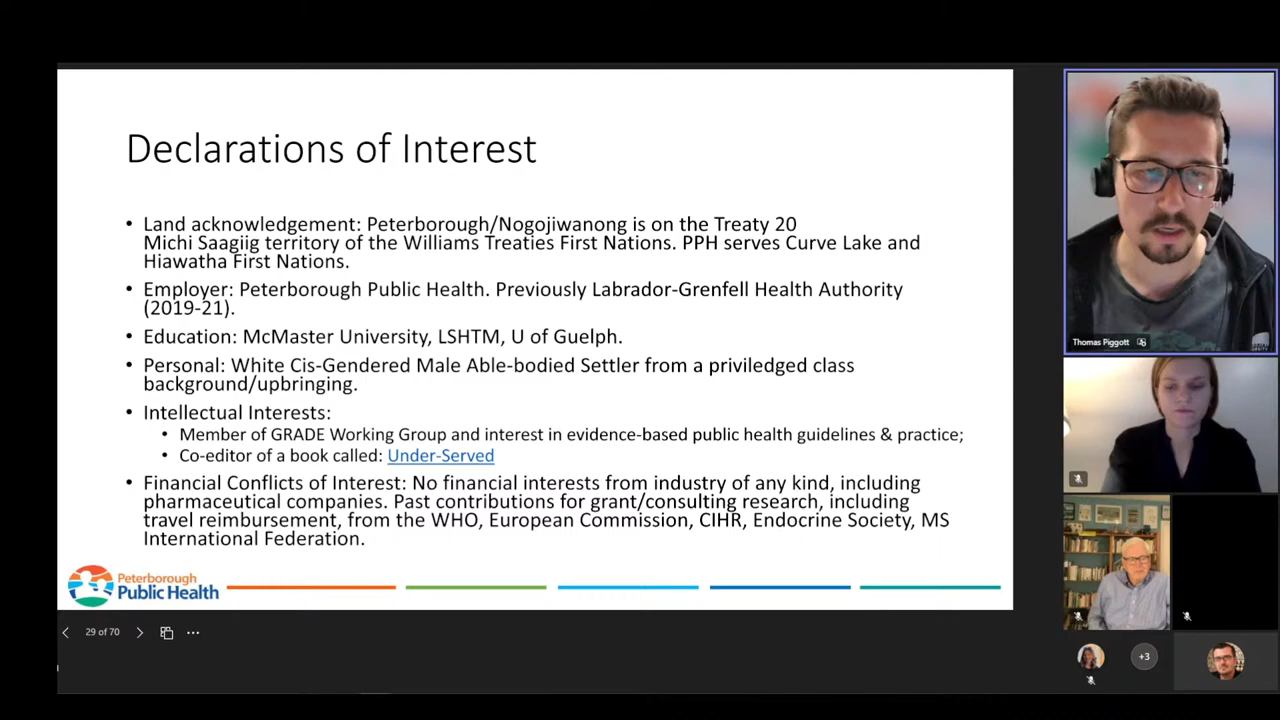 Declarations of Interest
• Land acknowledgement: Peterborough/Nogojiwanong is on the Treaty 20
Michi Saagiig territory of the Williams Treaties First Nations. PPH serves Curve Lake and
Hiawatha First Nations.
• Employer: Peterborough Public Health. Previously Labrador-Grenfell Health Authority
(2019-21).
• Education: McMaster University, LSHTM, U of Guelph.
• Personal: White Cis-Gendered Male Able-bodied Settler from a priviledged class
background/upbringing.
• Intellectual Interests:
• Member of GRADE Working Group and interest in evidence-based public health guidelines & practice;
• Co-editor of a book called: Under-Served
• Financial Conflicts of Interest: No financial interests from industry of any kind, including
pharmaceutical companies. Past contributions for grant/consulting research, including
travel reimbursement, from the WHO, European Commission, CIHR, Endocrine Society, MS
International Federation.
Peterborough
Public Health
29 of 70
Thomas Piggott
+3